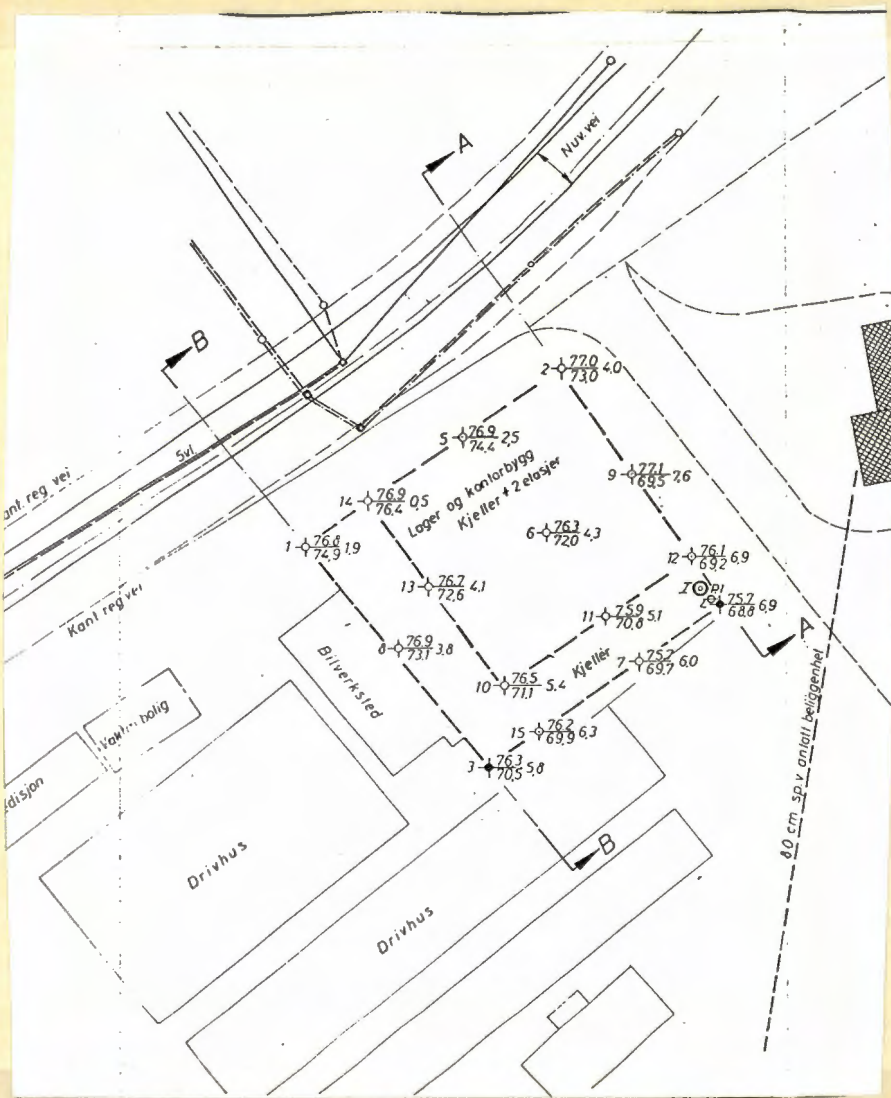 A
Nuv. vei
B
2 77.0 4.0
73.0
5 76.9 2.5
74.4
Svl.
9 77.1 7.6
69.5
Lager og kontorbygg
Kjeller + 2 etasjer
14 76.9 0.5
76.4
6 76.3 4.3
72.0
1 76.8 1.9
74.9
12 76.1 6.9
69.2
13 76.7 4.1
72.6
I P1
75.7 6.9
68.8
11 75.9 5.1
70.8
Kant reg vei
Kant reg vei
8 76.9 3.8
73.1
A
Kjeller
7 75.7 6.0
69.7
Bilverksted
10 76.5 5.4
71.1
15 76.2 6.3
69.9
3 76.3 5.8
70.5
80 cm sp.v antatt beliggenhet
B
Drivhus
Drivhus